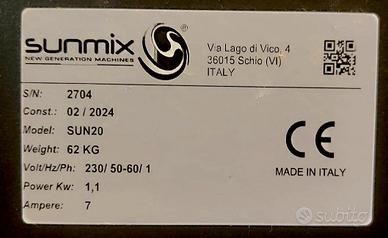 sunmix
NEW GENERATION MACHINES
Via Lago di Vico, 4
36015 Schio (VI)
ITALY
S/N: 2704
Const.: 02 / 2024
Model: SUN20
Weight: 62 KG
Volt/Hz/Ph: 230/ 50-60/ 1
Power Kw: 1,1
Ampere: 7
CE
MADE IN ITALY
subito